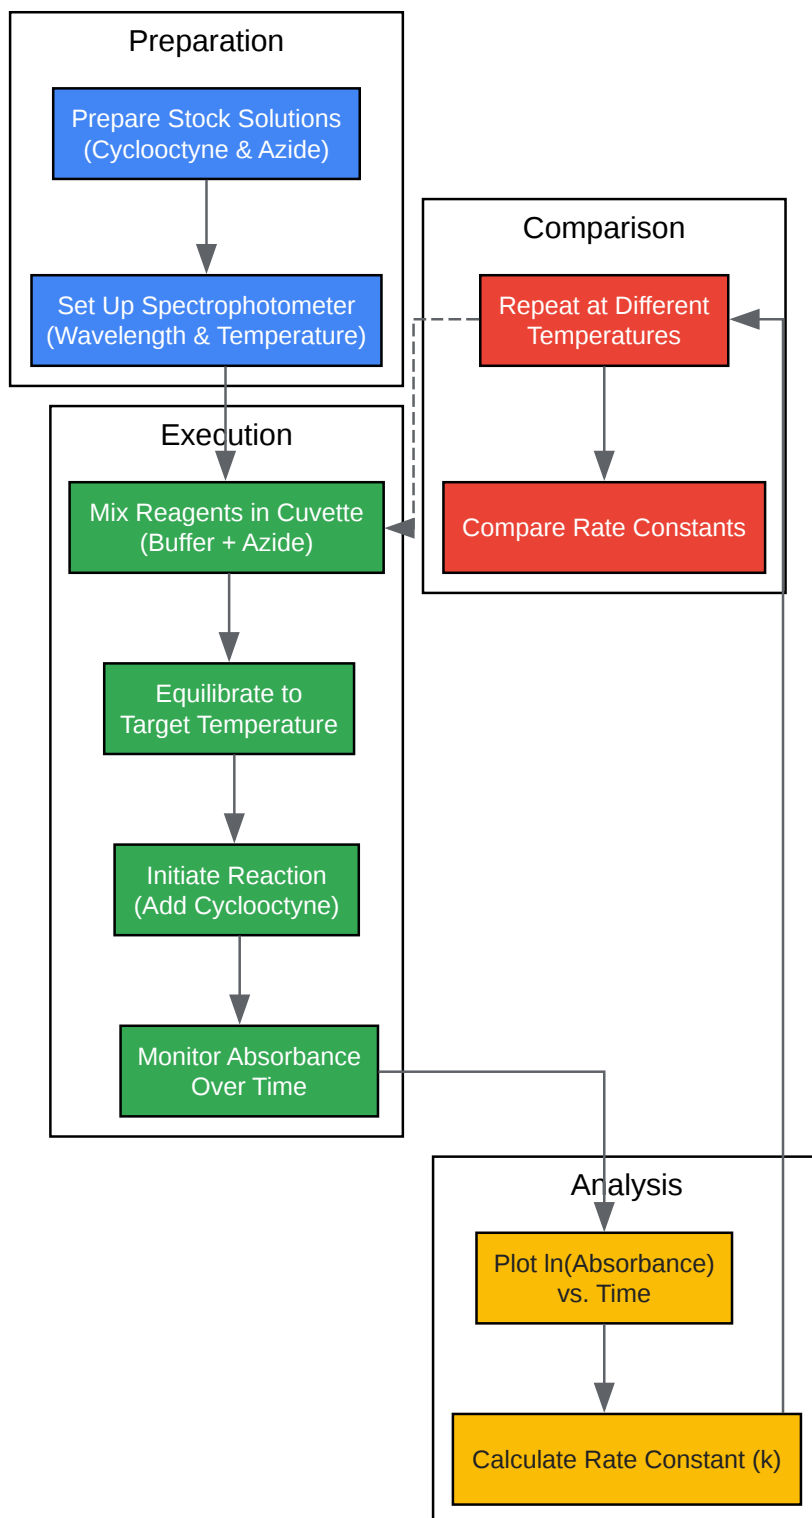 Preparation
Prepare Stock Solutions
(Cyclooctyne & Azide)
Set Up Spectrophotometer
(Wavelength & Temperature)
Comparison
Repeat at Different
Temperatures
Compare Rate Constants
Execution
Mix Reagents in Cuvette
(Buffer + Azide)
Equilibrate to
Target Temperature
Initiate Reaction
(Add Cyclooctyne)
Monitor Absorbance
Over Time
Analysis
Plot ln(Absorbance)
vs. Time
Calculate Rate Constant (k)